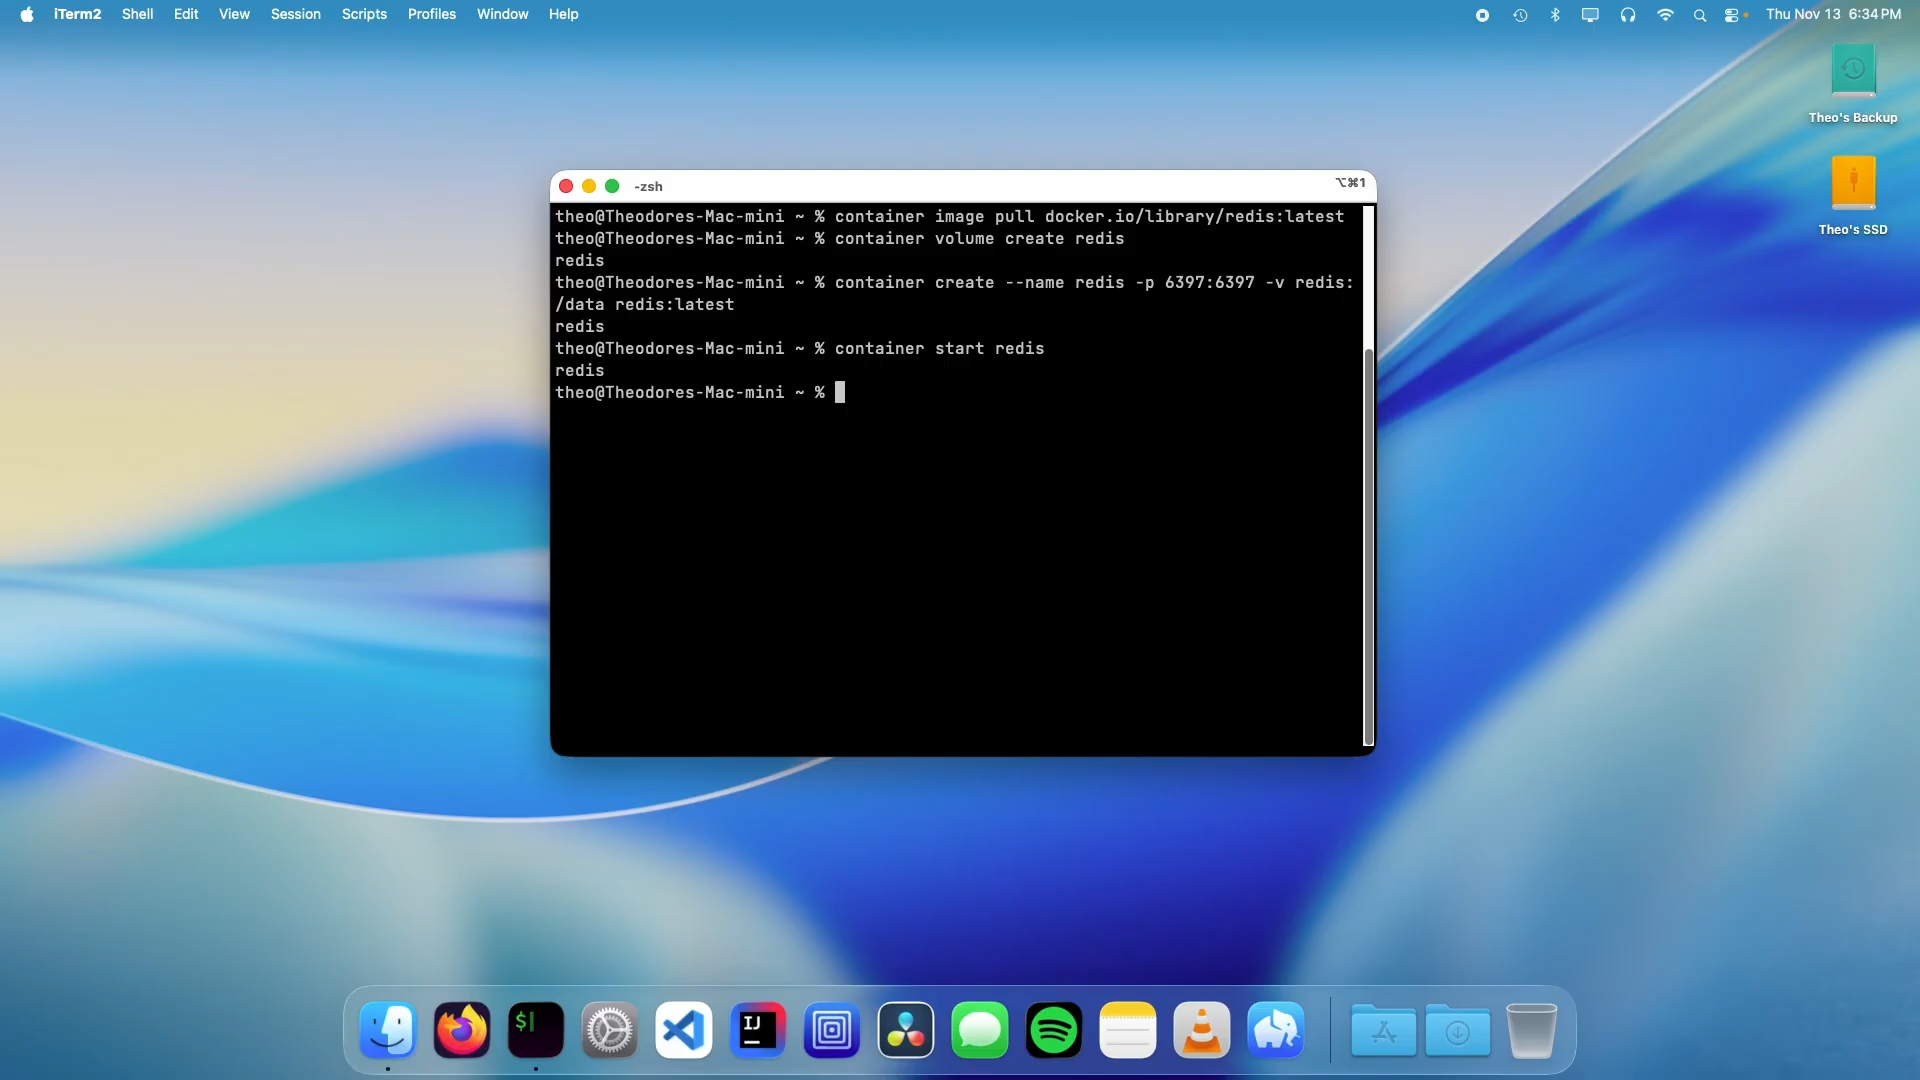 iTerm2 Shell Edit View Session Scripts Profiles Window Help Thu Nov 13 6:34 PM
Theo's Backup
Theo's SSD
-zsh ⌥⌘1
theo@Theodores-Mac-mini ~ % container image pull docker.io/library/redis:latest
theo@Theodores-Mac-mini ~ % container volume create redis
redis
theo@Theodores-Mac-mini ~ % container create --name redis -p 6397:6397 -v redis:
/data redis:latest
redis
theo@Theodores-Mac-mini ~ % container start redis
redis
theo@Theodores-Mac-mini ~ %
$
IJ